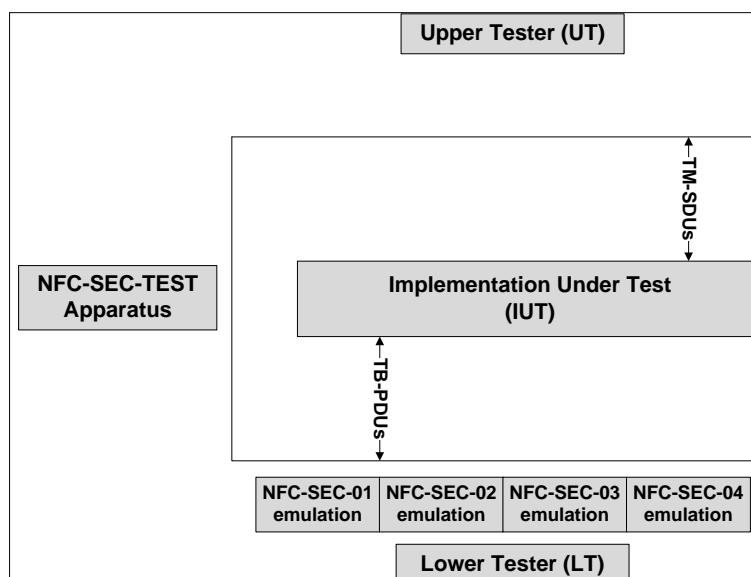 Upper Tester (UT)
TM-SDUs
NFC-SEC-TEST
Apparatus
Implementation Under Test
(IUT)
TB-PDUs
NFC-SEC-01
emulation
NFC-SEC-02
emulation
NFC-SEC-03
emulation
NFC-SEC-04
emulation
Lower Tester (LT)